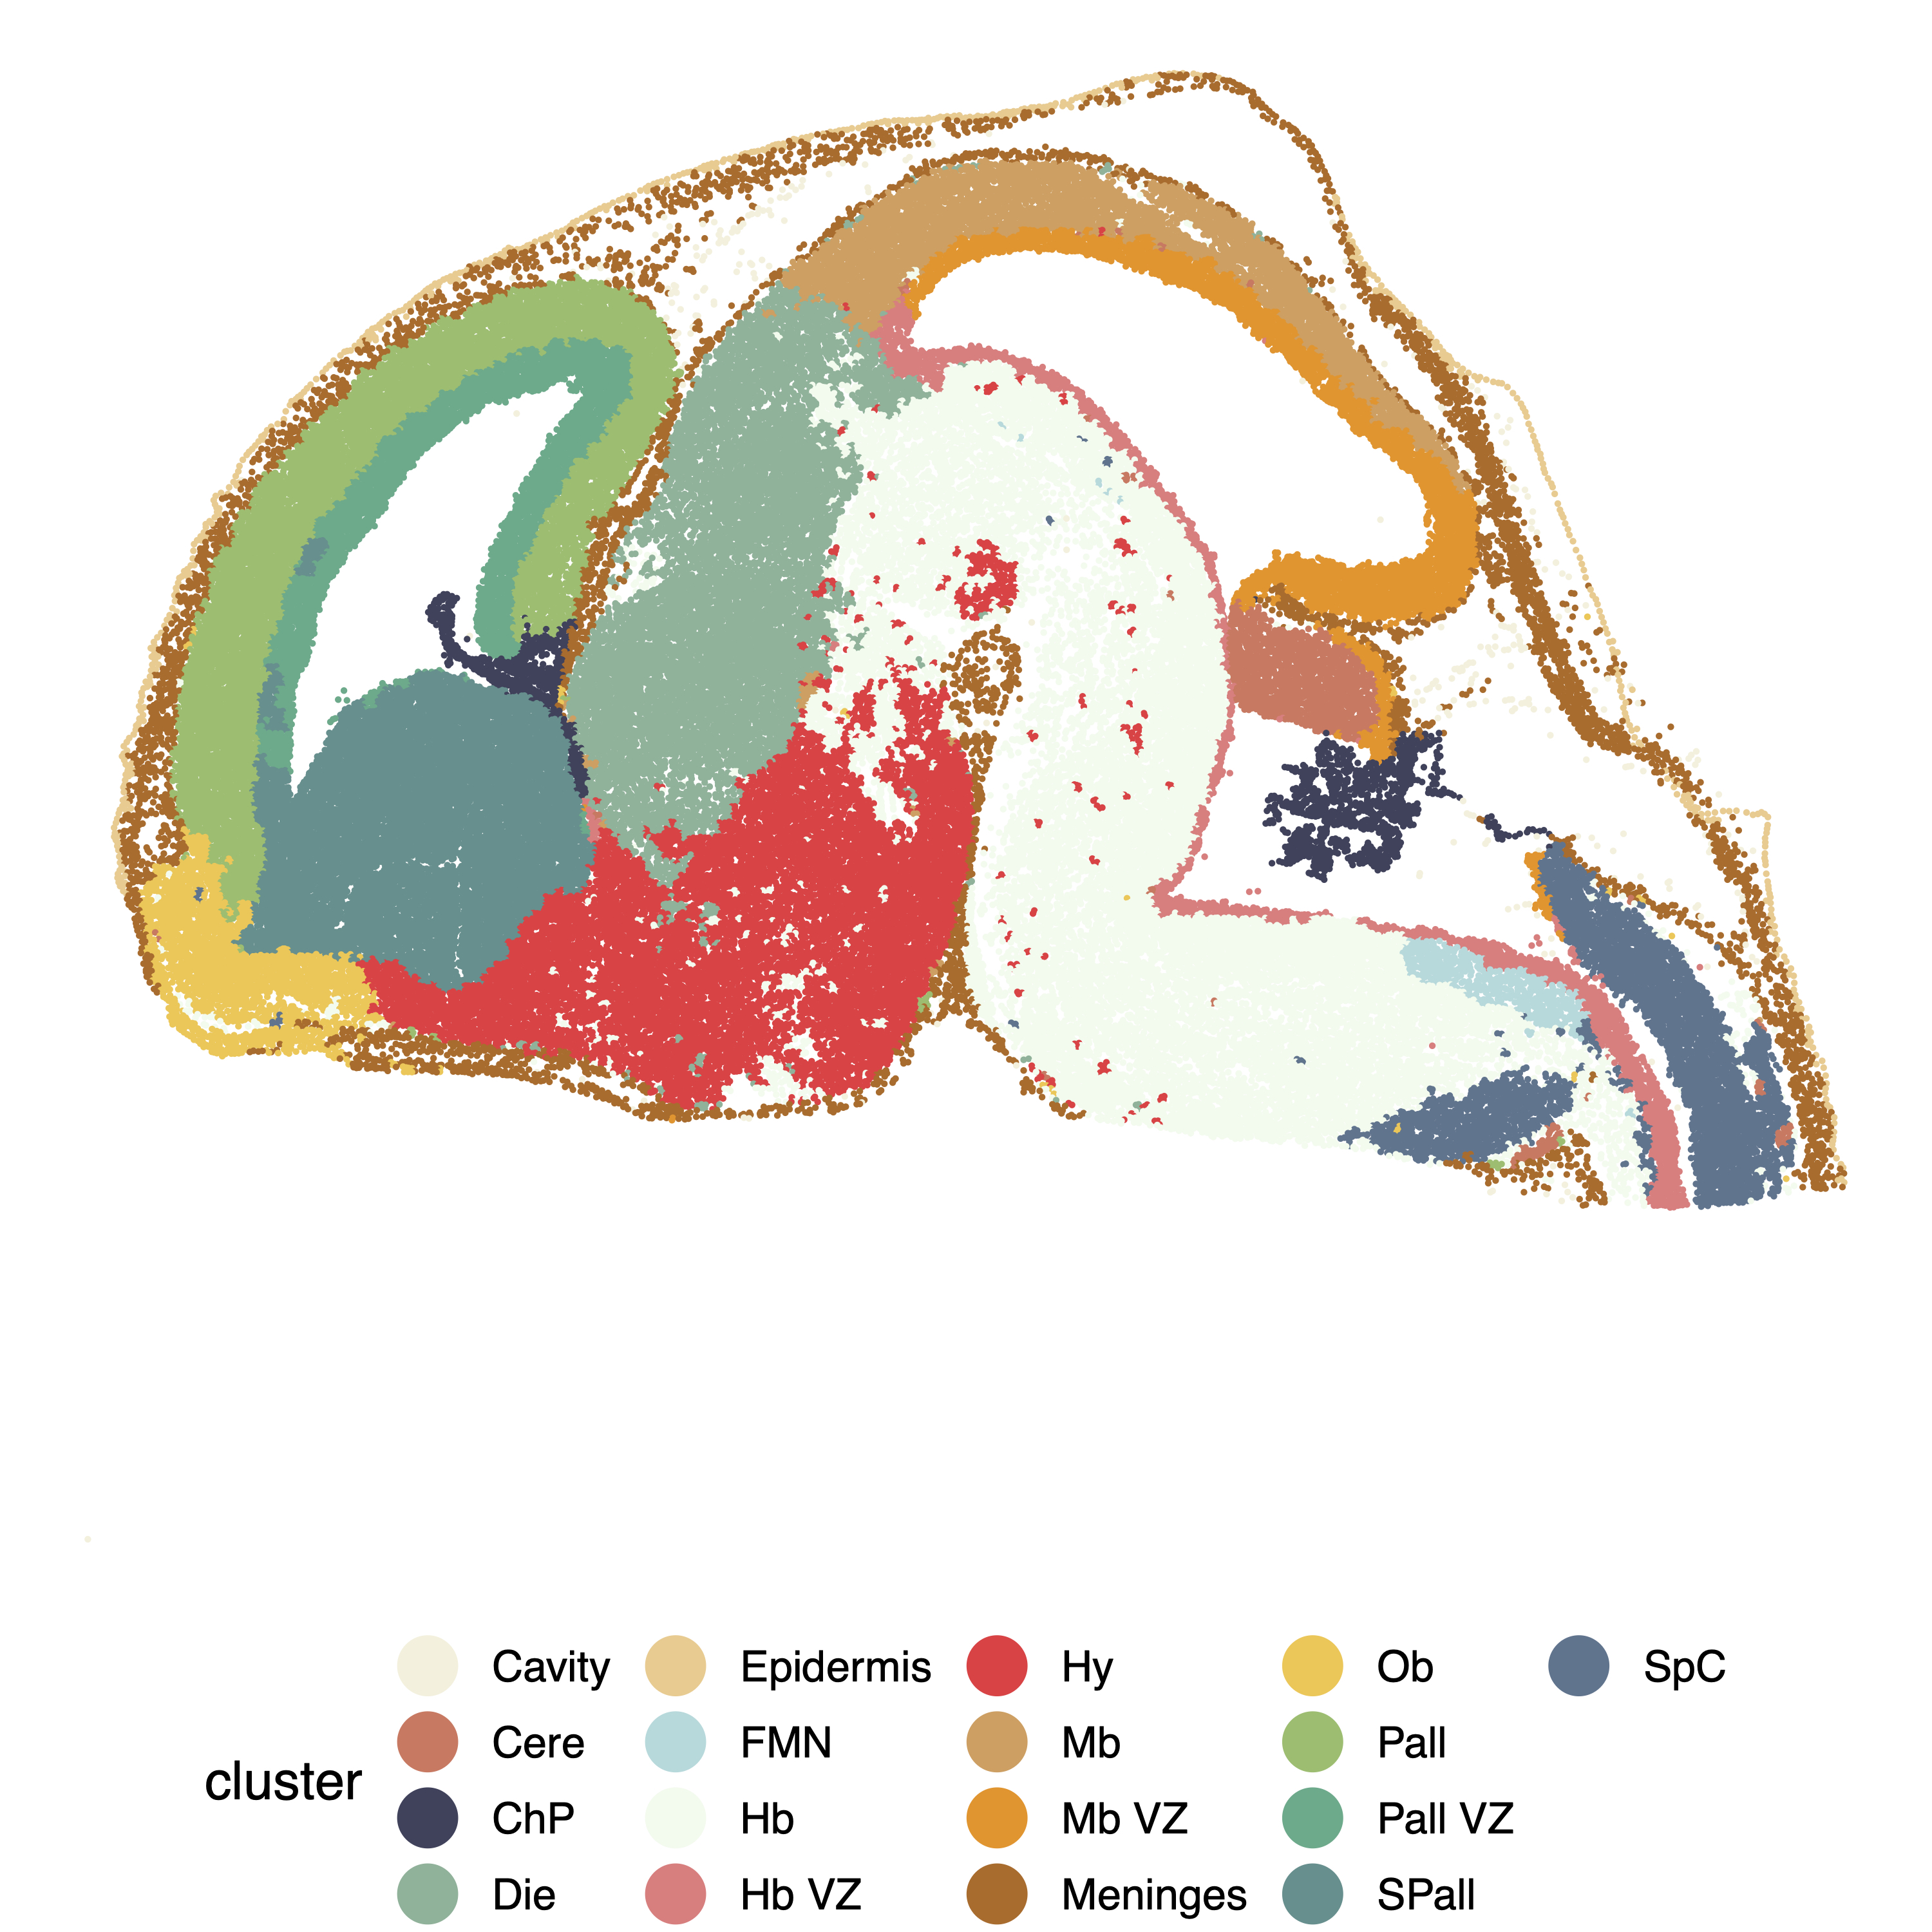 Cavity Epidermis Hy Ob SpC
Cere FMN Mb Pall
cluster
ChP Hb Mb VZ Pall VZ
Die Hb VZ Meninges SPall